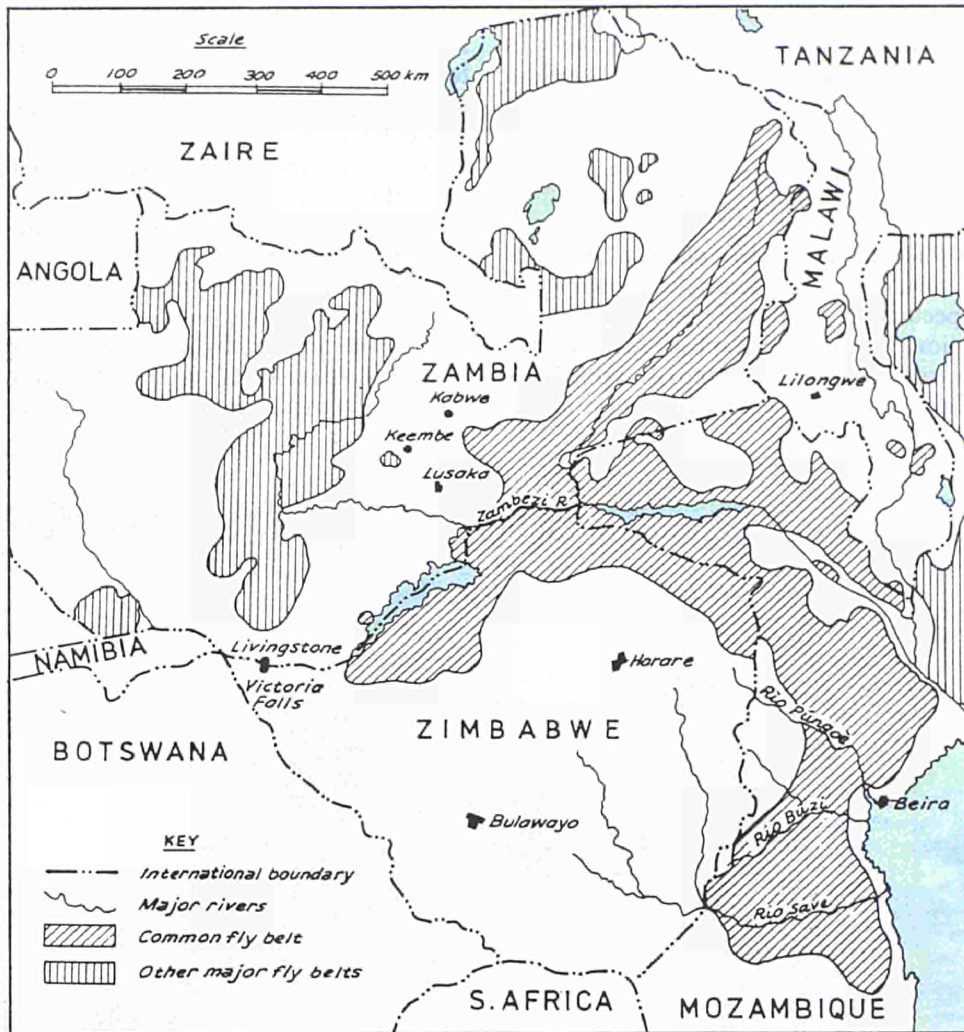 Scale
0 100 200 300 400 500 km
TANZANIA
ZAIRE
MALAWI
ANGOLA
ZAMBIA
Kabwe
Lilongwe
Keembe
Lusaka
Zambezi R.
NAMIBIA
Livingstone
Victoria
Falls
Harare
Rio Pungoé
ZIMBABWE
BOTSWANA
Beira
Bulawayo
Rio Buzi
KEY
International boundary
Major rivers
Rio Save
Common fly belt
Other major fly belts
S. AFRICA
MOZAMBIQUE